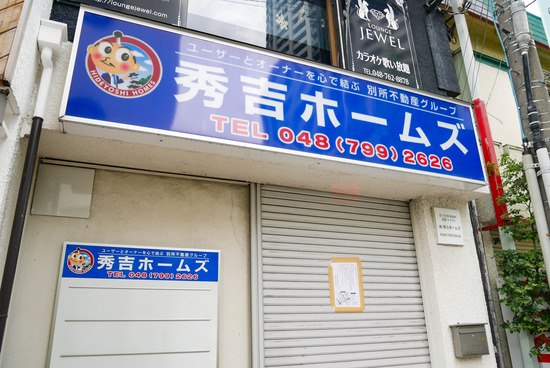 http://loungejewel.com
LOUNGE
JEWEL
カラオケ歌い放題
TEL.048-762-8878
HIDEYOSHI HOMES
ユーザーとオーナーを心で結ぶ 別所不動産グループ
秀吉ホームズ
TEL 048(799)2626
ユーザーとオーナーを心で結ぶ 別所不動産グループ
秀吉ホームズ
TEL 048(799)2626